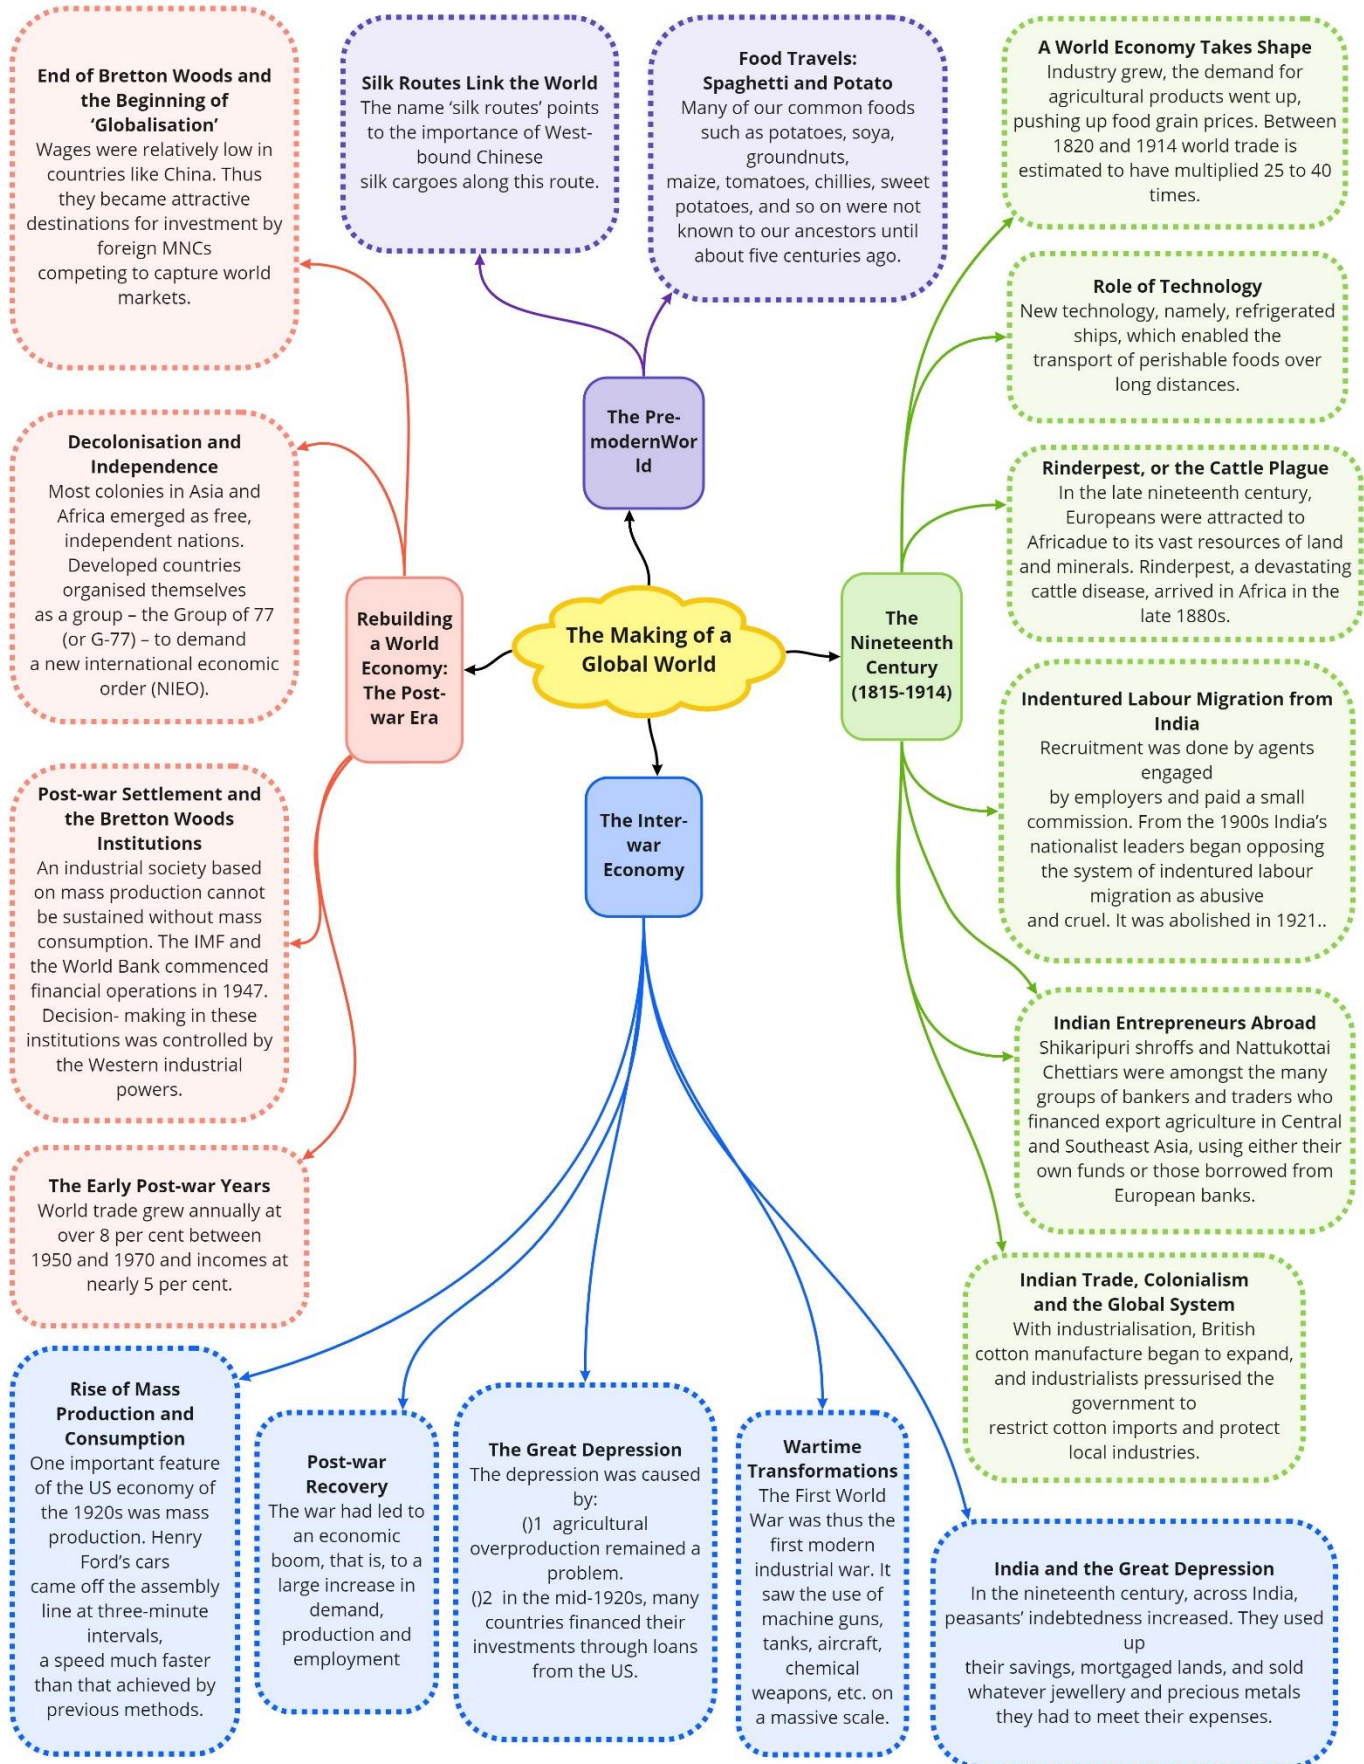 The Making of a
Global World
The Pre-
modernWor
ld
Silk Routes Link the World
The name ‘silk routes’ points
to the importance of West-
bound Chinese
silk cargoes along this route.
Food Travels:
Spaghetti and Potato
Many of our common foods
such as potatoes, soya,
groundnuts,
maize, tomatoes, chillies, sweet
potatoes, and so on were not
known to our ancestors until
about five centuries ago.
The
Nineteenth
Century
(1815-1914)
A World Economy Takes Shape
Industry grew, the demand for
agricultural products went up,
pushing up food grain prices. Between
1820 and 1914 world trade is
estimated to have multiplied 25 to 40
times.
Role of Technology
New technology, namely, refrigerated
ships, which enabled the
transport of perishable foods over
long distances.
Rinderpest, or the Cattle Plague
In the late nineteenth century,
Europeans were attracted to
Africadue to its vast resources of land
and minerals. Rinderpest, a devastating
cattle disease, arrived in Africa in the
late 1880s.
Indentured Labour Migration from
India
Recruitment was done by agents
engaged
by employers and paid a small
commission. From the 1900s India’s
nationalist leaders began opposing
the system of indentured labour
migration as abusive
and cruel. It was abolished in 1921..
Indian Entrepreneurs Abroad
Shikaripuri shroffs and Nattukottai
Chettiars were amongst the many
groups of bankers and traders who
financed export agriculture in Central
and Southeast Asia, using either their
own funds or those borrowed from
European banks.
Indian Trade, Colonialism
and the Global System
With industrialisation, British
cotton manufacture began to expand,
and industrialists pressurised the
government to
restrict cotton imports and protect
local industries.
The Inter-
war
Economy
Rise of Mass
Production and
Consumption
One important feature
of the US economy of
the 1920s was mass
production. Henry
Ford’s cars
came off the assembly
line at three-minute
intervals,
a speed much faster
than that achieved by
previous methods.
Post-war
Recovery
The war had led to
an economic
boom, that is, to a
large increase in
demand,
production and
employment
The Great Depression
The depression was caused
by:
()1 agricultural
overproduction remained a
problem.
()2 in the mid-1920s, many
countries financed their
investments through loans
from the US.
Wartime
Transformations
The First World
War was thus the
first modern
industrial war. It
saw the use of
machine guns,
tanks, aircraft,
chemical
weapons, etc. on
a massive scale.
India and the Great Depression
In the nineteenth century, across India,
peasants’ indebtedness increased. They used
up
their savings, mortgaged lands, and sold
whatever jewellery and precious metals
they had to meet their expenses.
Rebuilding
a World
Economy:
The Post-
war Era
End of Bretton Woods and
the Beginning of
‘Globalisation’
Wages were relatively low in
countries like China. Thus
they became attractive
destinations for investment by
foreign MNCs
competing to capture world
markets.
Decolonisation and
Independence
Most colonies in Asia and
Africa emerged as free,
independent nations.
Developed countries
organised themselves
as a group – the Group of 77
(or G-77) – to demand
a new international economic
order (NIEO).
Post-war Settlement and
the Bretton Woods
Institutions
An industrial society based
on mass production cannot
be sustained without mass
consumption. The IMF and
the World Bank commenced
financial operations in 1947.
Decision- making in these
institutions was controlled by
the Western industrial
powers.
The Early Post-war Years
World trade grew annually at
over 8 per cent between
1950 and 1970 and incomes at
nearly 5 per cent.